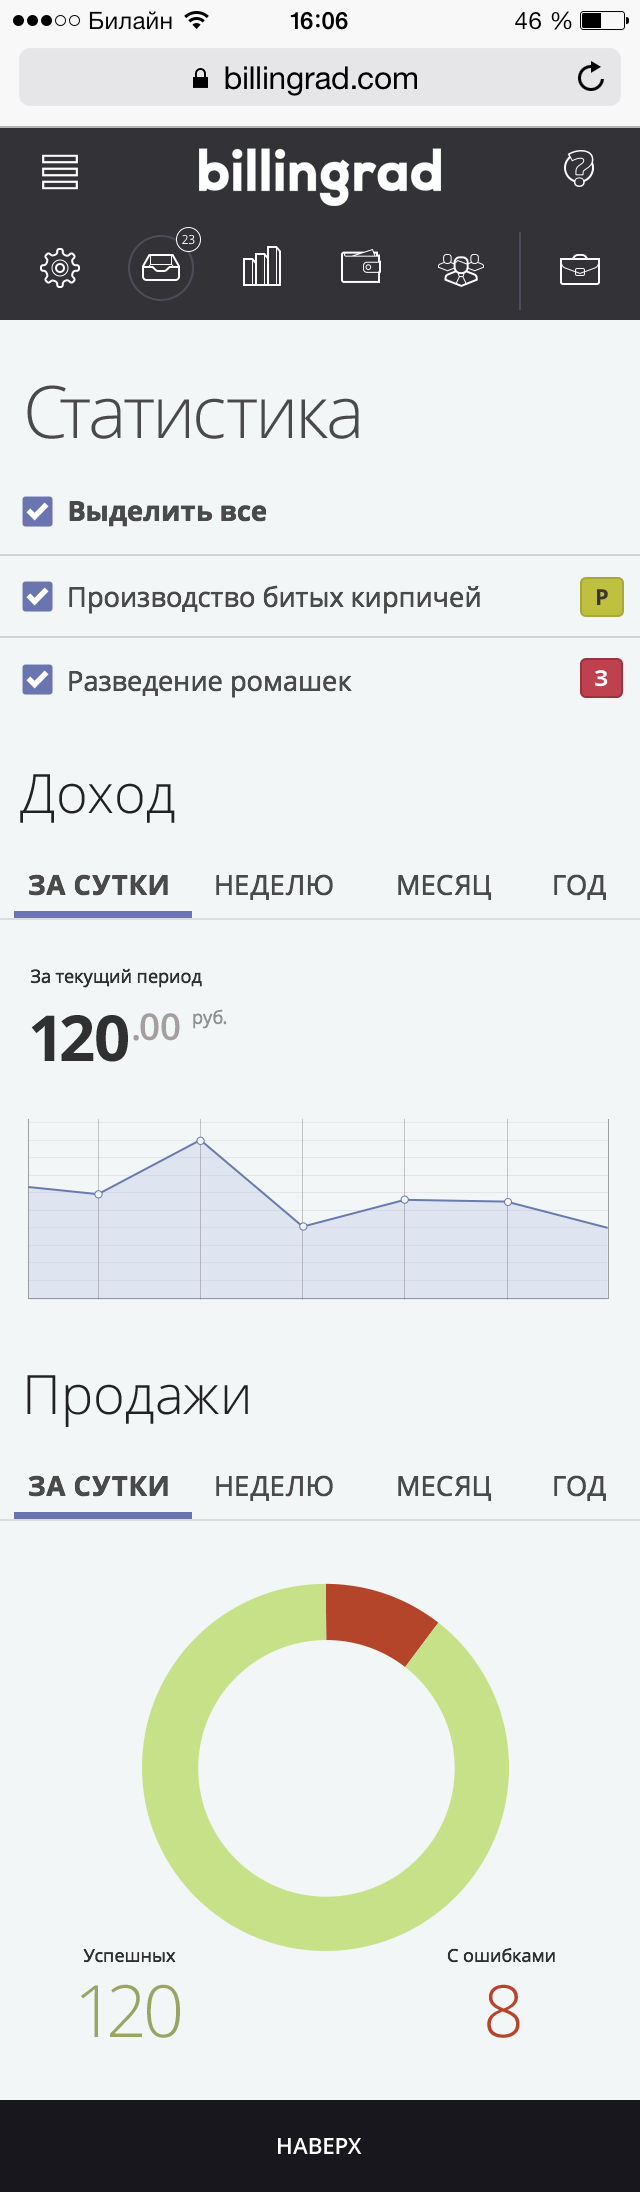 Билайн 16:06 46 %
billingrad.com
billingrad
23
Статистика
Выделить все
Производство битых кирпичей Р
Разведение ромашек З
Доход
ЗА СУТКИ НЕДЕЛЮ МЕСЯЦ ГОД
За текущий период
120.00 руб.
Продажи
ЗА СУТКИ НЕДЕЛЮ МЕСЯЦ ГОД
Успешных С ошибками
120 8
НАВЕРХ